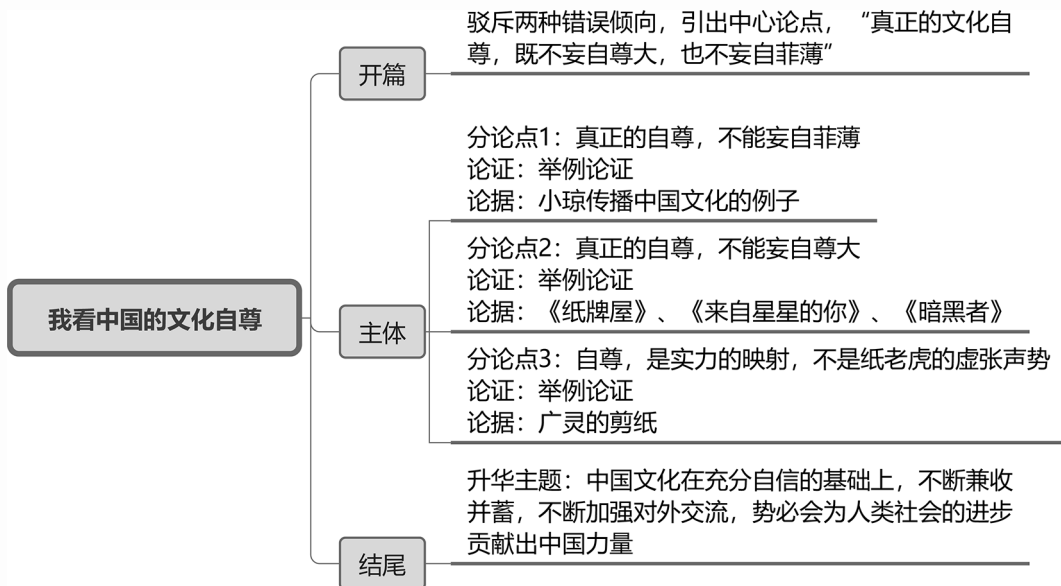 驳斥两种错误倾向，引出中心论点，“真正的文化自
尊，既不妄自尊大，也不妄自菲薄”
开篇
分论点1：真正的自尊，不能妄自菲薄
论证：举例论证
论据：小琼传播中国文化的例子
分论点2：真正的自尊，不能妄自尊大
论证：举例论证
论据：《纸牌屋》、《来自星星的你》、《暗黑者》
我看中国的文化自尊
主体
分论点3：自尊，是实力的映射，不是纸老虎的虚张声势
论证：举例论证
论据：广灵的剪纸
升华主题：中国文化在充分自信的基础上，不断兼收
并蓄，不断加强对外交流，势必会为人类社会的进步
贡献出中国力量
结尾